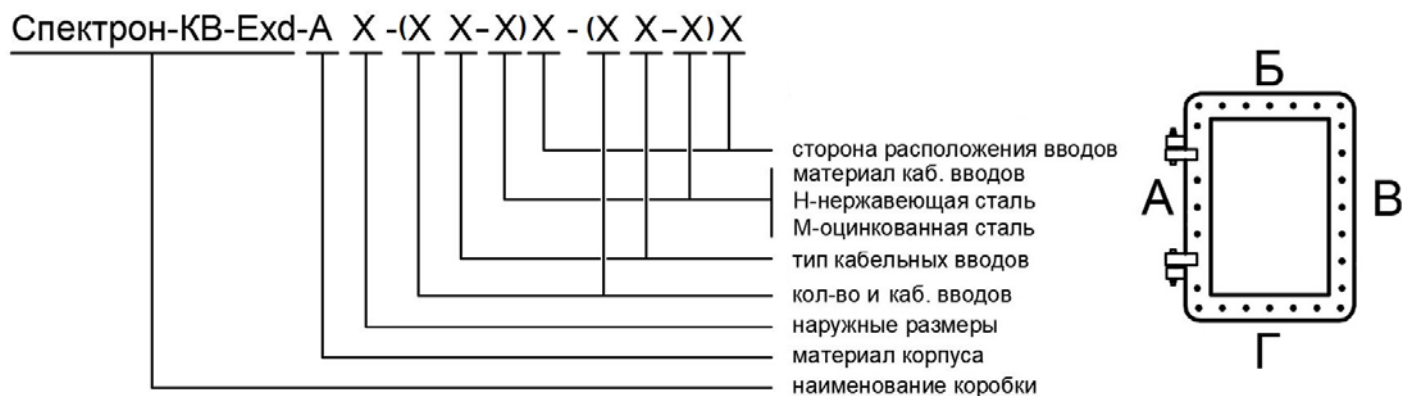 Спектрон-КВ-Exd-А Х -(Х Х-Х)Х - (Х Х-Х)Х
сторона расположения вводов
материал каб. вводов
Н-нержавеющая сталь
М-оцинкованная сталь
тип кабельных вводов
кол-во и каб. вводов
наружные размеры
материал корпуса
наименование коробки
Б
А
В
Г